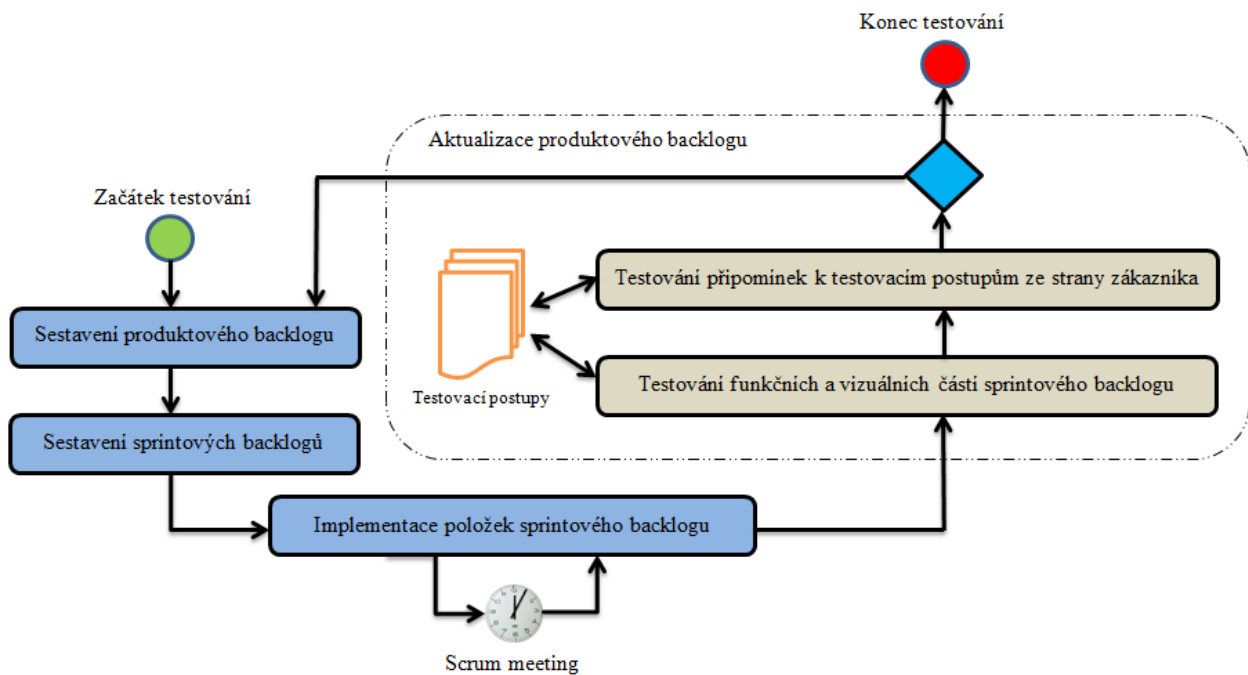 Konec testování
Aktualizace produktového backlogu
Začátek testování
Testování připomínek k testovacím postupům ze strany zákazníka
Sestavení produktového backlogu
Testování funkčních a vizuálních částí sprintového backlogu
Testovací postupy
Sestavení sprintových backlogů
Implementace položek sprintového backlogu
Scrum meeting